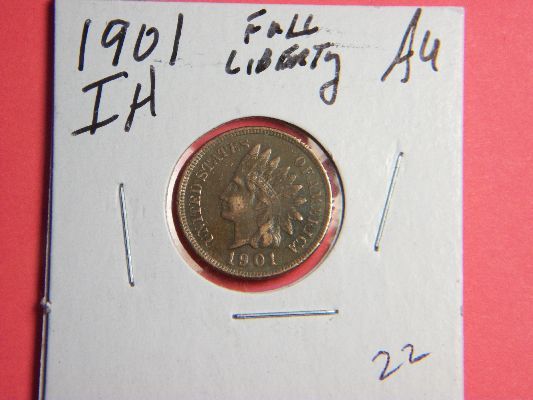 1901 FULL LIBERTY AU
IH
UNITED STATES OF AMERICA
1901
22